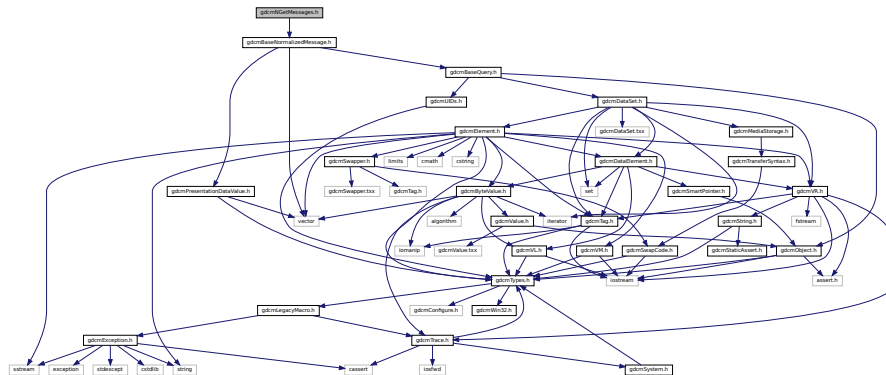 gdcmNGetMessages.h
gdcmBaseNormalizedMessage.h
gdcmBaseQuery.h
gdcmUIDs.h
gdcmDataSet.h
gdcmElement.h
gdcmDataSet.txx
gdcmMediaStorage.h
gdcmSwapper.h
limits
cmath
cstring
gdcmDataElement.h
gdcmTransferSyntax.h
gdcmPresentationDataValue.h
gdcmSwapper.txx
gdcmTag.h
gdcmByteValue.h
set
gdcmSmartPointer.h
gdcmVR.h
vector
algorithm
gdcmValue.h
iterator
gdcmTag.h
gdcmString.h
fstream
iomanip
gdcmValue.txx
gdcmVL.h
gdcmVM.h
gdcmSwapCode.h
gdcmStaticAssert.h
gdcmObject.h
gdcmTypes.h
iostream
assert.h
gdcmLegacyMacro.h
gdcmConfigure.h
gdcmWin32.h
gdcmException.h
gdcmTrace.h
sstream
exception
stdexcept
cstdlib
string
cassert
iosfwd
gdcmSystem.h